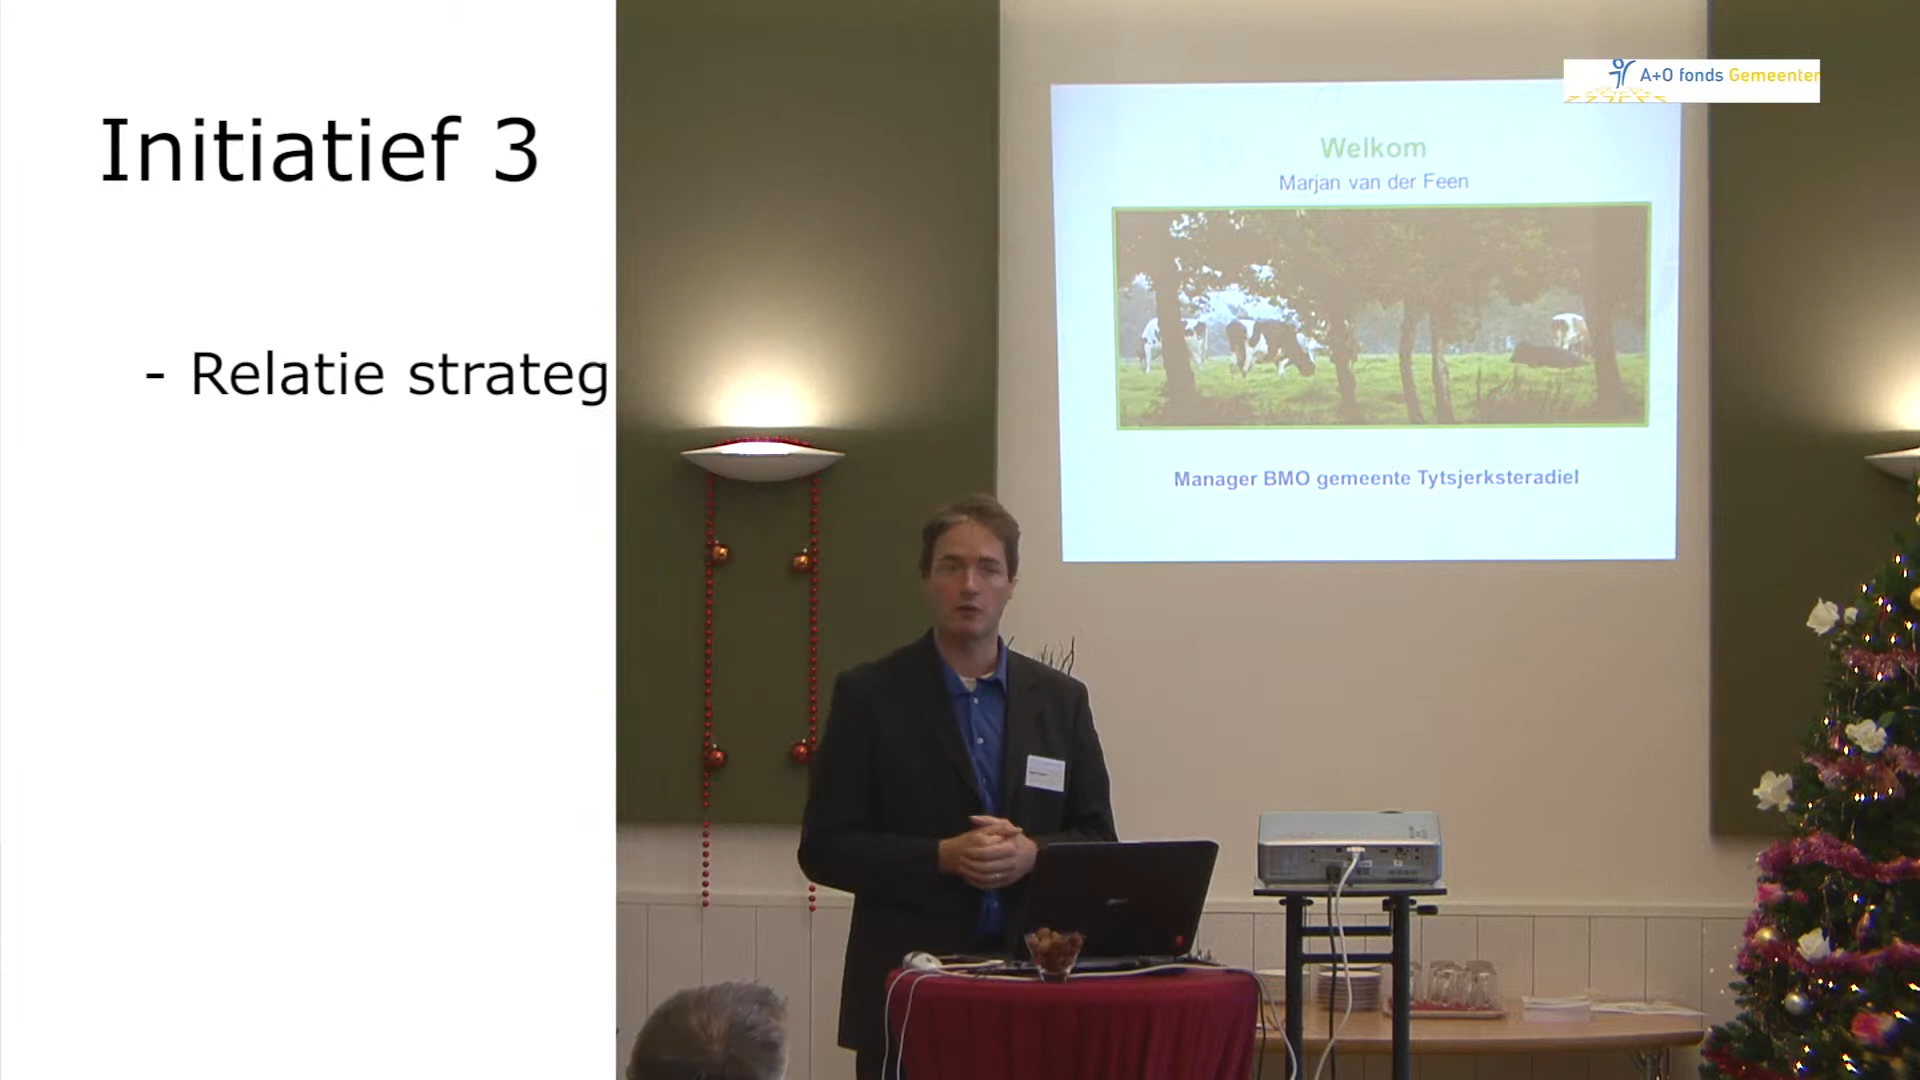 Initiatief 3
- Relatie strateg
A+O fonds Gemeenten
Welkom
Marjan van der Feen
Manager BMO gemeente Tytsjerksteradiel